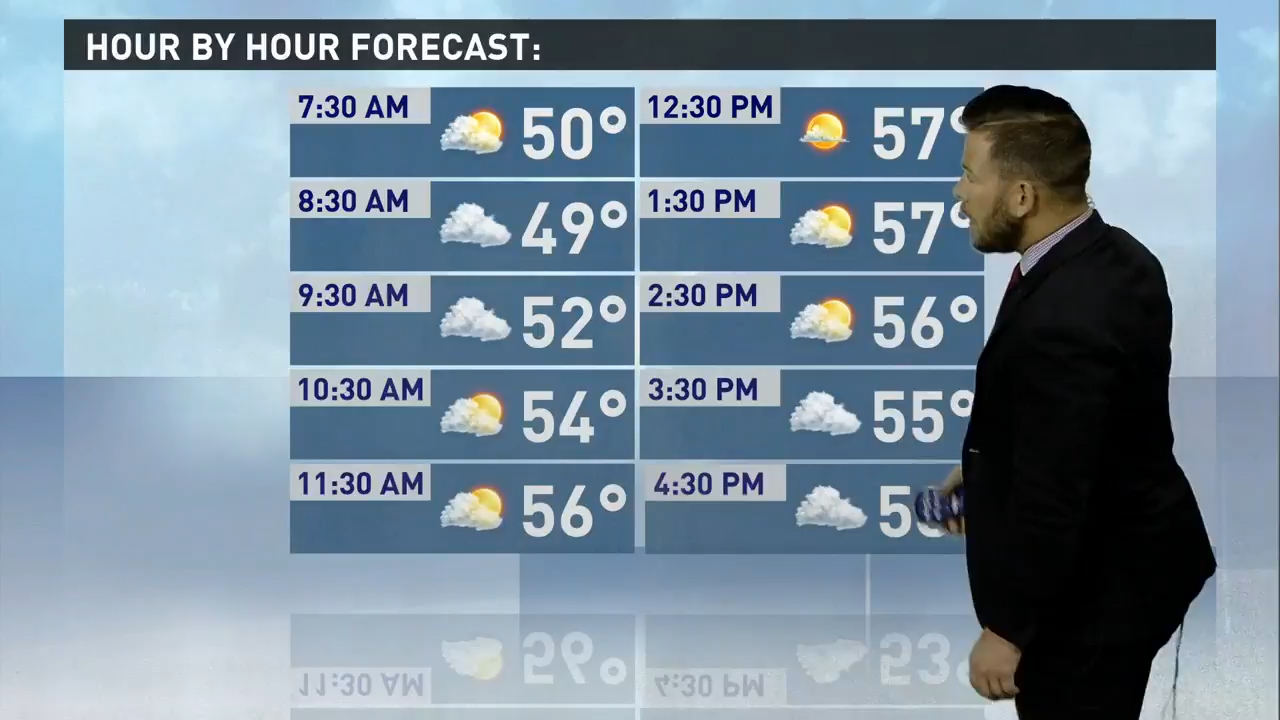 HOUR BY HOUR FORECAST:
7:30 AM 50°
8:30 AM 49°
9:30 AM 52°
10:30 AM 54°
11:30 AM 56°
12:30 PM 57°
1:30 PM 57°
2:30 PM 56°
3:30 PM 55°
4:30 PM